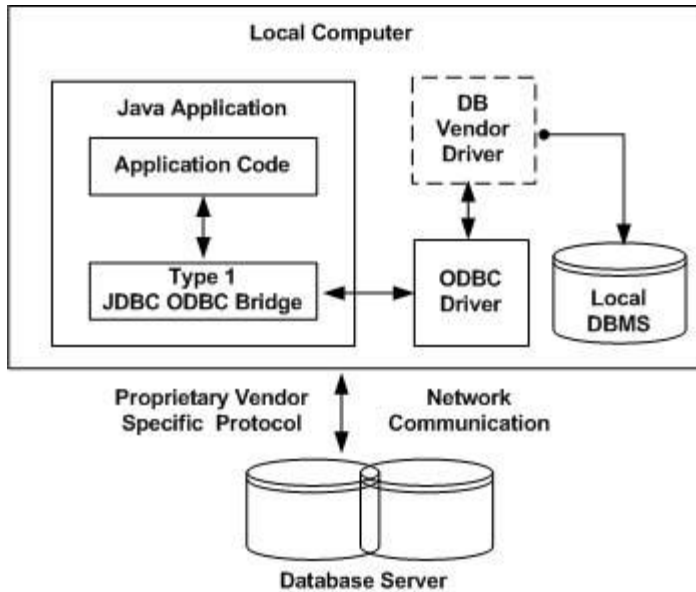 Local Computer
Java Application
Application Code
Type 1
JDBC ODBC Bridge
DB
Vendor
Driver
ODBC
Driver
Local
DBMS
Proprietary Vendor
Specific Protocol
Network
Communication
Database Server